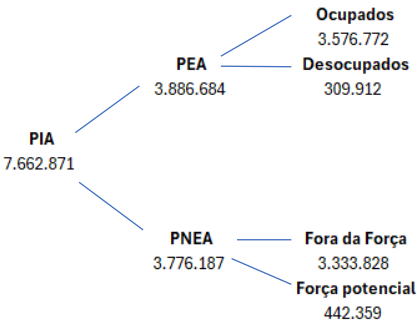 Ocupados
3.576.772
PEA
3.886.684
Desocupados
309.912
PIA
7.662.871
PNEA
3.776.187
Fora da Força
3.333.828
Força potencial
442.359